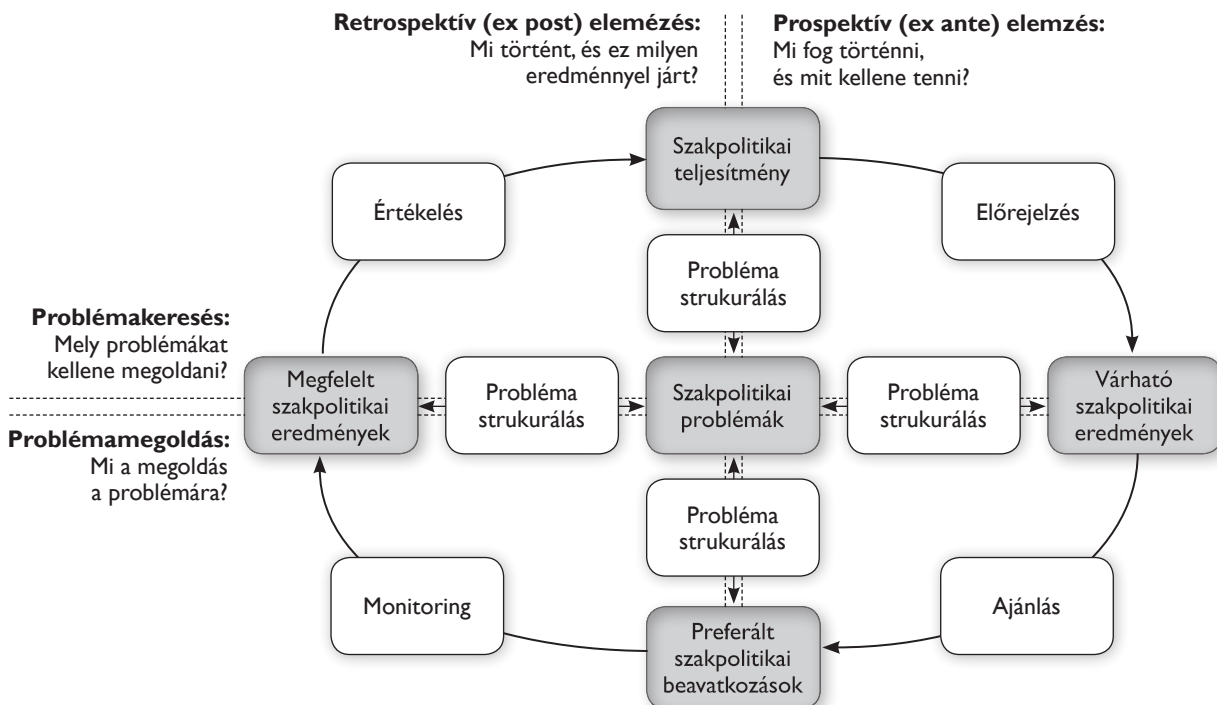 Retrospektív (ex post) elemézés:
Mi történt, és ez milyen
eredménnyel járt?
Prospektív (ex ante) elemzés:
Mi fog történni,
és mit kellene tenni?
Szakpolitikai
teljesítmény
Értékelés
Előrejelzés
Probléma
strukurálás
Problémakeresés:
Mely problémákat
kellene megoldani?
Megfelelt
szakpolitikai
eredmények
Probléma
strukurálás
Szakpolitikai
problémák
Probléma
strukurálás
Várható
szakpolitikai
eredmények
Problémamegoldás:
Mi a megoldás
a problémára?
Probléma
strukurálás
Monitoring
Ajánlás
Preferált
szakpolitikai
beavatkozások